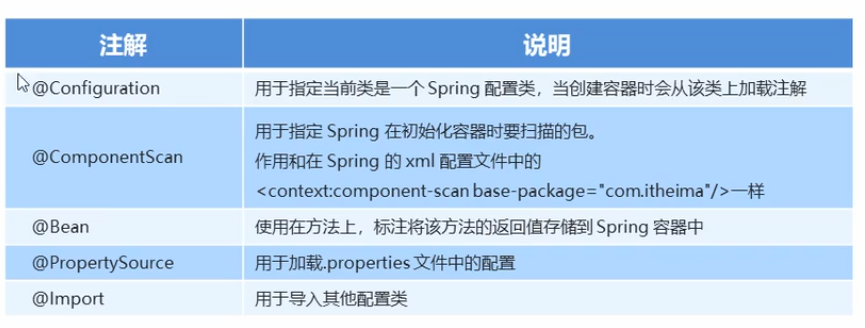 注解 说明
@Configuration 用于指定当前类是一个 Spring 配置类，当创建容器时会从该类上加载注解
@ComponentScan 用于指定 Spring 在初始化容器时要扫描的包。
作用和在 Spring 的 xml 配置文件中的
<context:component-scan base-package="com.itheima"/>一样
@Bean 使用在方法上，标注将该方法的返回值存储到 Spring 容器中
@PropertySource 用于加载.properties 文件中的配置
@Import 用于导入其他配置类